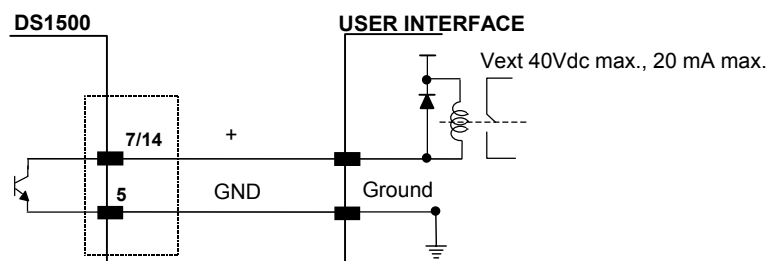 DS1500
USER INTERFACE
Vext 40Vdc max., 20 mA max.
7/14
+
5
GND
Ground